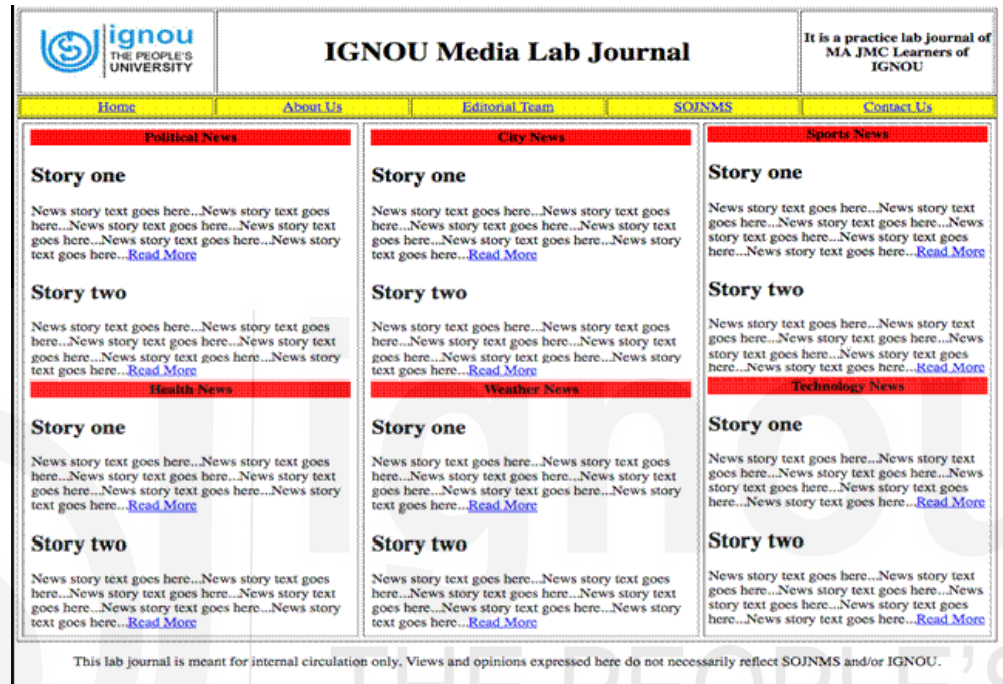 ignou
THE PEOPLE'S
UNIVERSITY
IGNOU Media Lab Journal
It is a practice lab journal of
MA JMC Learners of
IGNOU
Home About Us Editorial Team SOJNMS Contact Us
Political News
Story one
News story text goes here...News story text goes
here...News story text goes here...News story text
goes here...News story text goes here...News story
text goes here...Read More
Story two
News story text goes here...News story text goes
here...News story text goes here...News story text
goes here...News story text goes here...News story
text goes here...Read More
Health News
Story one
News story text goes here...News story text goes
here...News story text goes here...News story text
goes here...News story text goes here...News story
text goes here...Read More
Story two
News story text goes here...News story text goes
here...News story text goes here...News story text
goes here...News story text goes here...News story
text goes here...Read More
City News
Story one
News story text goes here...News story text goes
here...News story text goes here...News story text
goes here...News story text goes here...News story
text goes here...Read More
Story two
News story text goes here...News story text goes
here...News story text goes here...News story text
goes here...News story text goes here...News story
text goes here...Read More
Weather News
Story one
News story text goes here...News story text goes
here...News story text goes here...News story text
goes here...News story text goes here...News story
text goes here...Read More
Story two
News story text goes here...News story text goes
here...News story text goes here...News story text
goes here...News story text goes here...News story
text goes here...Read More
Sports News
Story one
News story text goes here...News story text
goes here...News story text goes here...News
story text goes here...News story text goes
here...News story text goes here...Read More
Story two
News story text goes here...News story text
goes here...News story text goes here...News
story text goes here...News story text goes
here...News story text goes here...Read More
Technology News
Story one
News story text goes here...News story text
goes here...News story text goes here...News
story text goes here...News story text goes
here...News story text goes here...Read More
Story two
News story text goes here...News story text
goes here...News story text goes here...News
story text goes here...News story text goes
here...News story text goes here...Read More
This lab journal is meant for internal circulation only. Views and opinions expressed here do not necessarily reflect SOJNMS and/or IGNOU.
ignou
THE PEOPLE'S